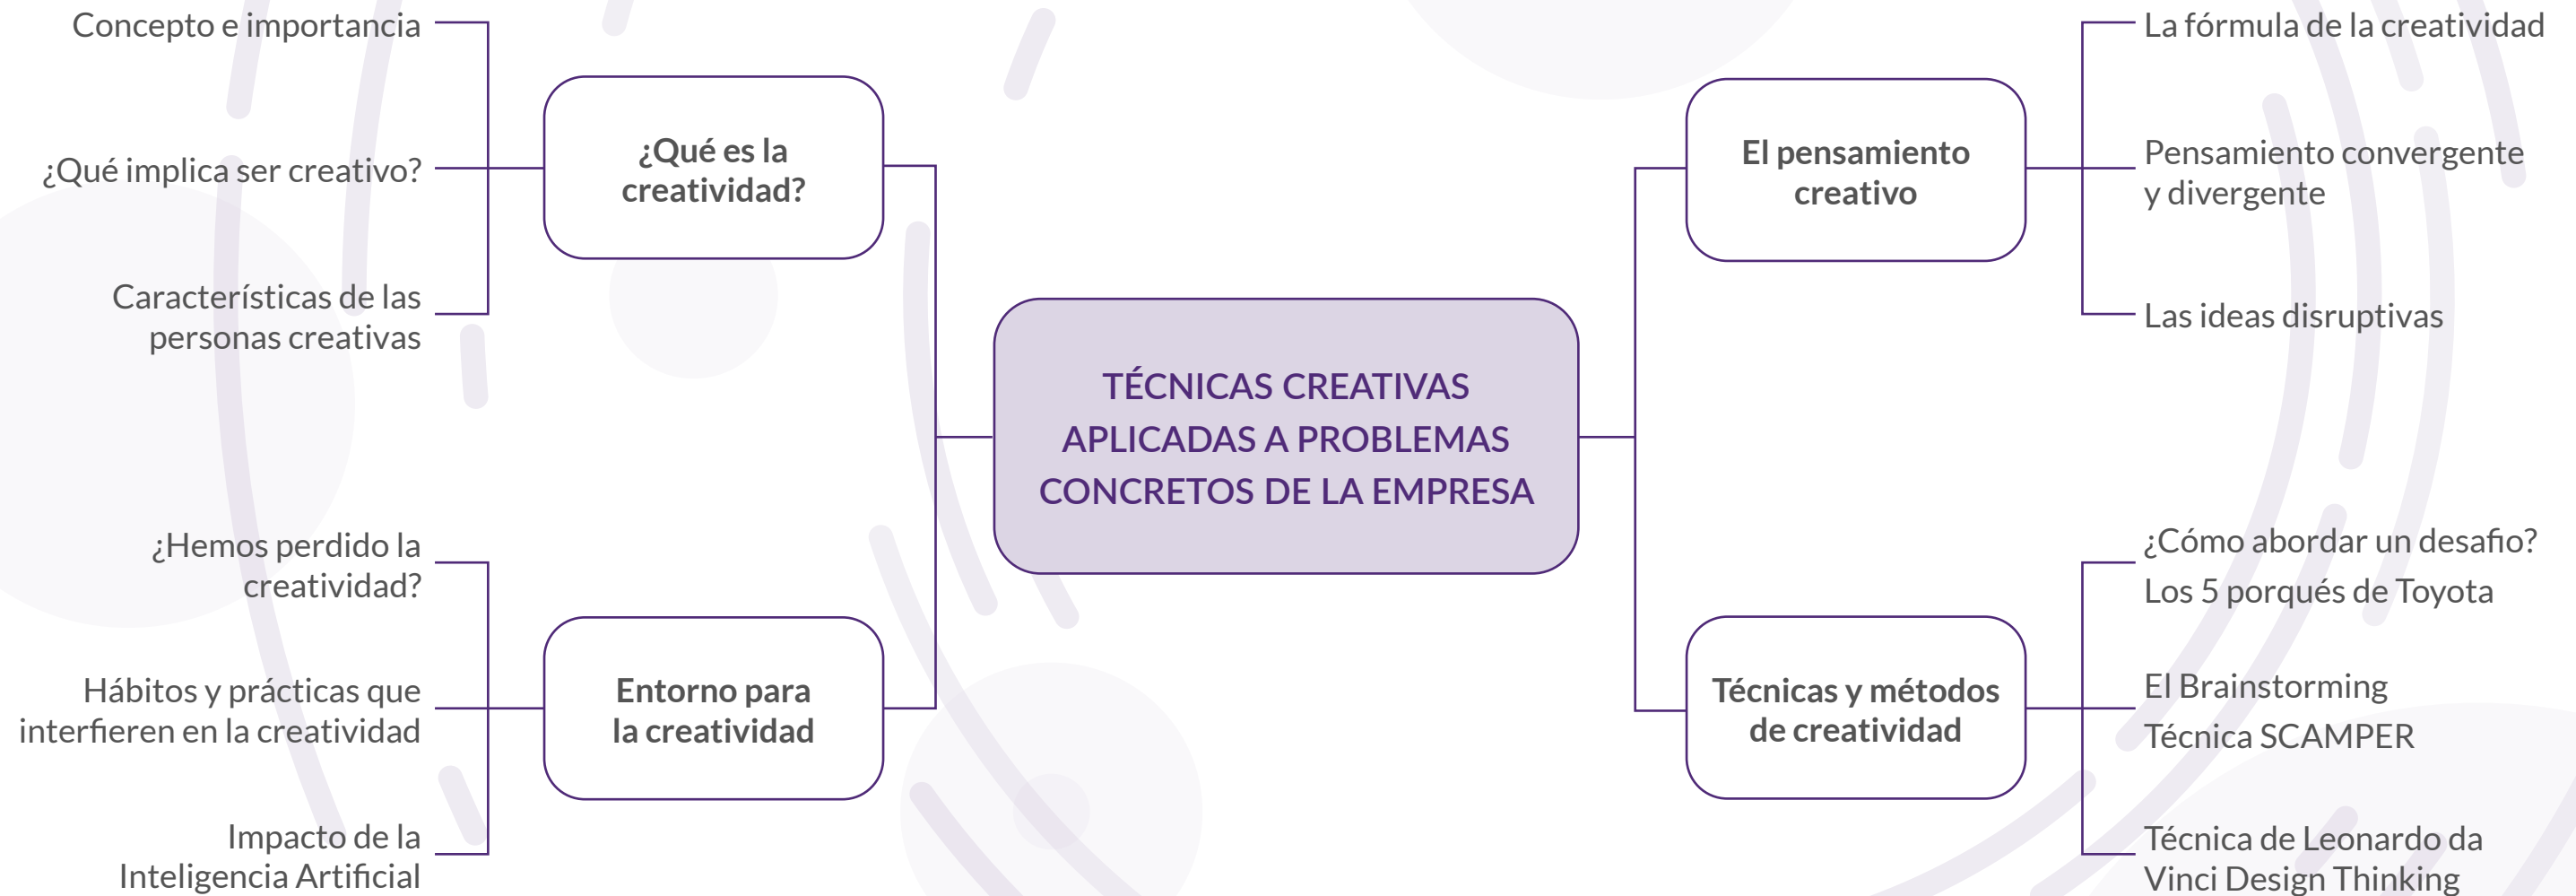 Concepto e importancia
¿Qué implica ser creativo?
Características de las
personas creativas
¿Qué es la
creatividad?
¿Hemos perdido la
creatividad?
Hábitos y prácticas que
interfieren en la creatividad
Impacto de la
Inteligencia Artificial
Entorno para
la creatividad
TÉCNICAS CREATIVAS
APLICADAS A PROBLEMAS
CONCRETOS DE LA EMPRESA
El pensamiento
creativo
La fórmula de la creatividad
Pensamiento convergente
y divergente
Las ideas disruptivas
Técnicas y métodos
de creatividad
¿Cómo abordar un desafio?
Los 5 porqués de Toyota
El Brainstorming
Técnica SCAMPER
Técnica de Leonardo da
Vinci Design Thinking